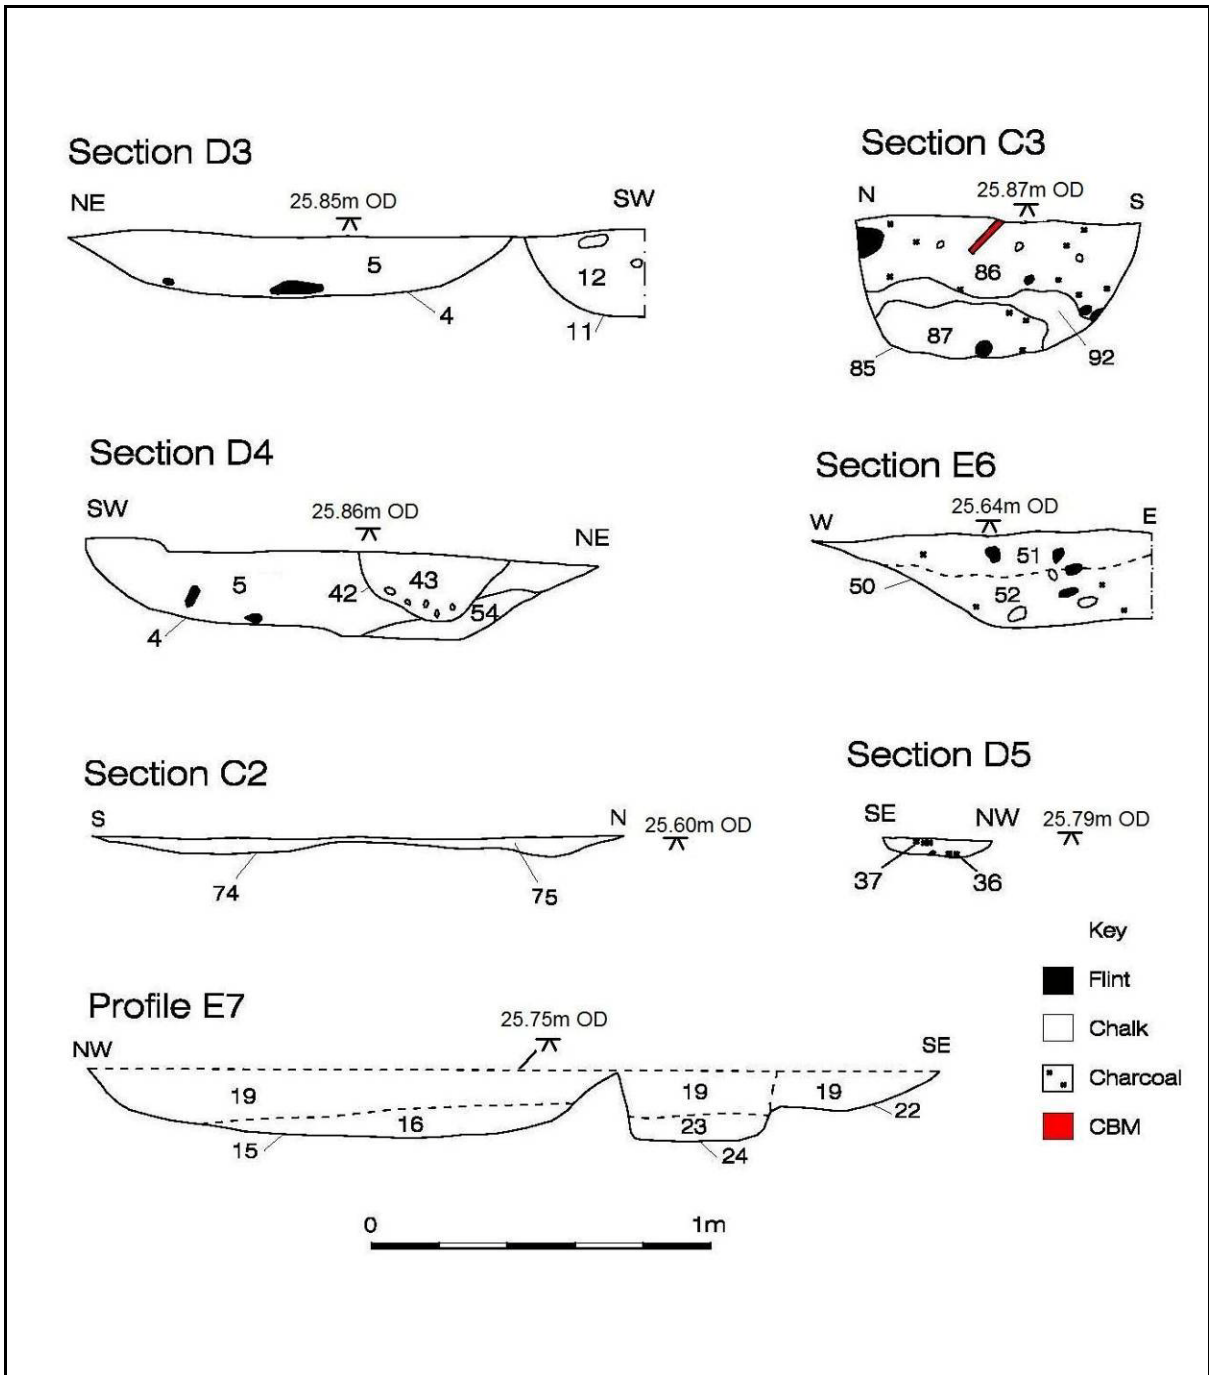 Section D3
NE
25.85m OD
SW
5
12
4
11
Section C3
N
25.87m OD
S
86
87
85
92
Section D4
SW
25.86m OD
NE
5
42
43
54
4
Section E6
W
25.64m OD
E
51
50
52
Section C2
S
N
25.60m OD
74
75
Section D5
SE
NW
25.79m OD
37
36
Key
Flint
Chalk
Charcoal
CBM
Profile E7
NW
25.75m OD
SE
19
19
19
16
23
22
15
24
0
1m